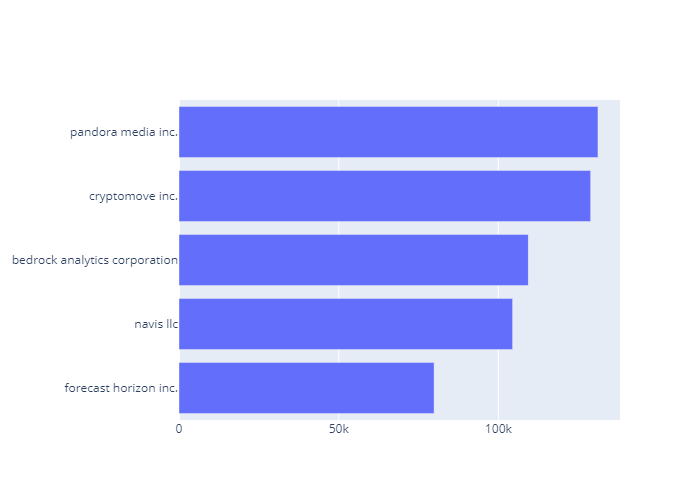 pandora media inc.
cryptomove inc.
bedrock analytics corporation
navis llc
forecast horizon inc.
0 50k 100k